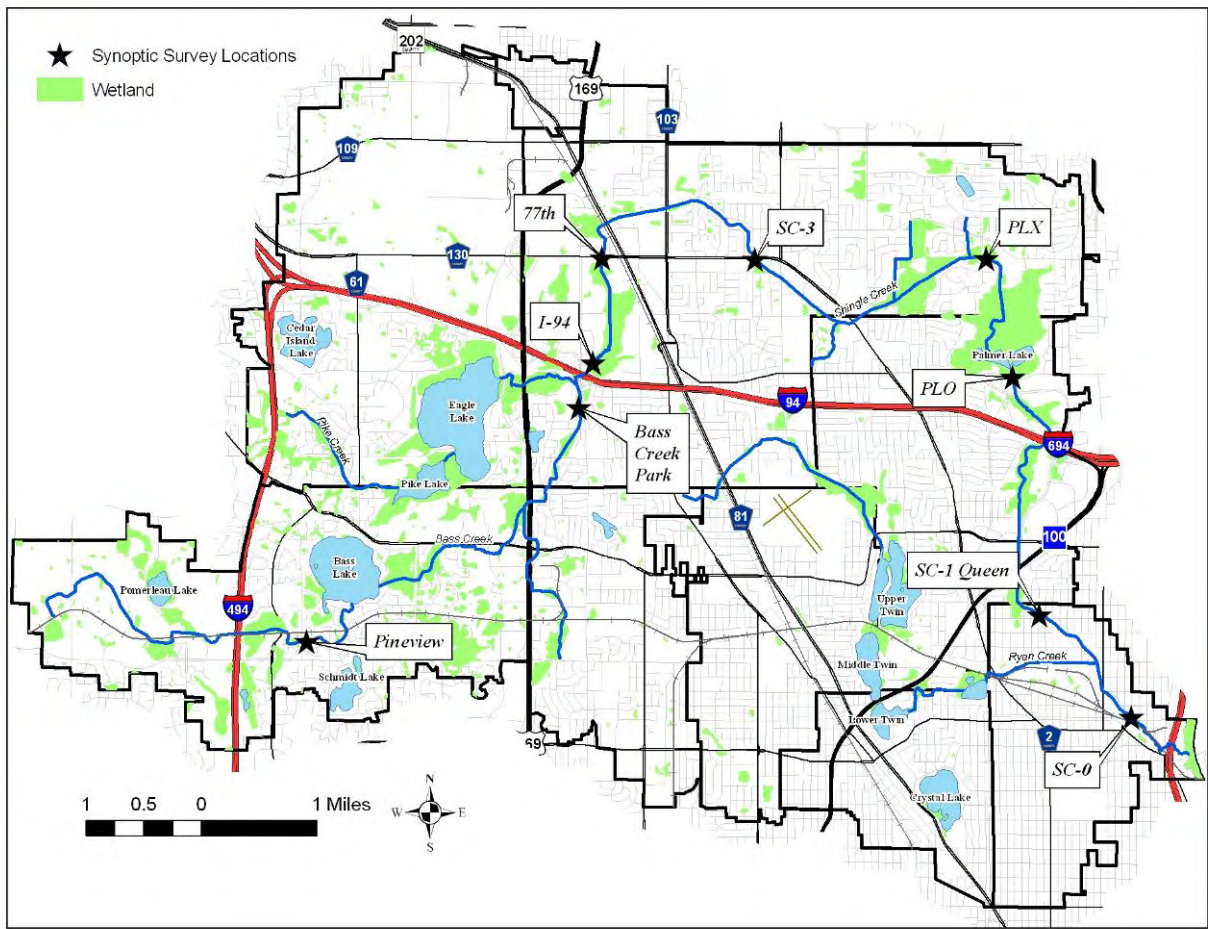 Synoptic Survey Locations
Wetland
202
169
103
109
77th
SC-3
PLX
130
61
Shingle Creek
Cedar
Island
Lake
I-94
Palmer Lake
PLO
Eagle
Lake
94
Pike Creek
Bass
Creek
Park
694
Pike Lake
81
100
Bass Creek
Bass
Lake
SC-1 Queen
Pomerleau Lake
494
Upper
Twin
Pineview
Middle Twin
Ryan Creek
Schmidt Lake
Lower Twin
69
2
SC-0
Crystal Lake
1 0.5 0 1 Miles
N
W E
S